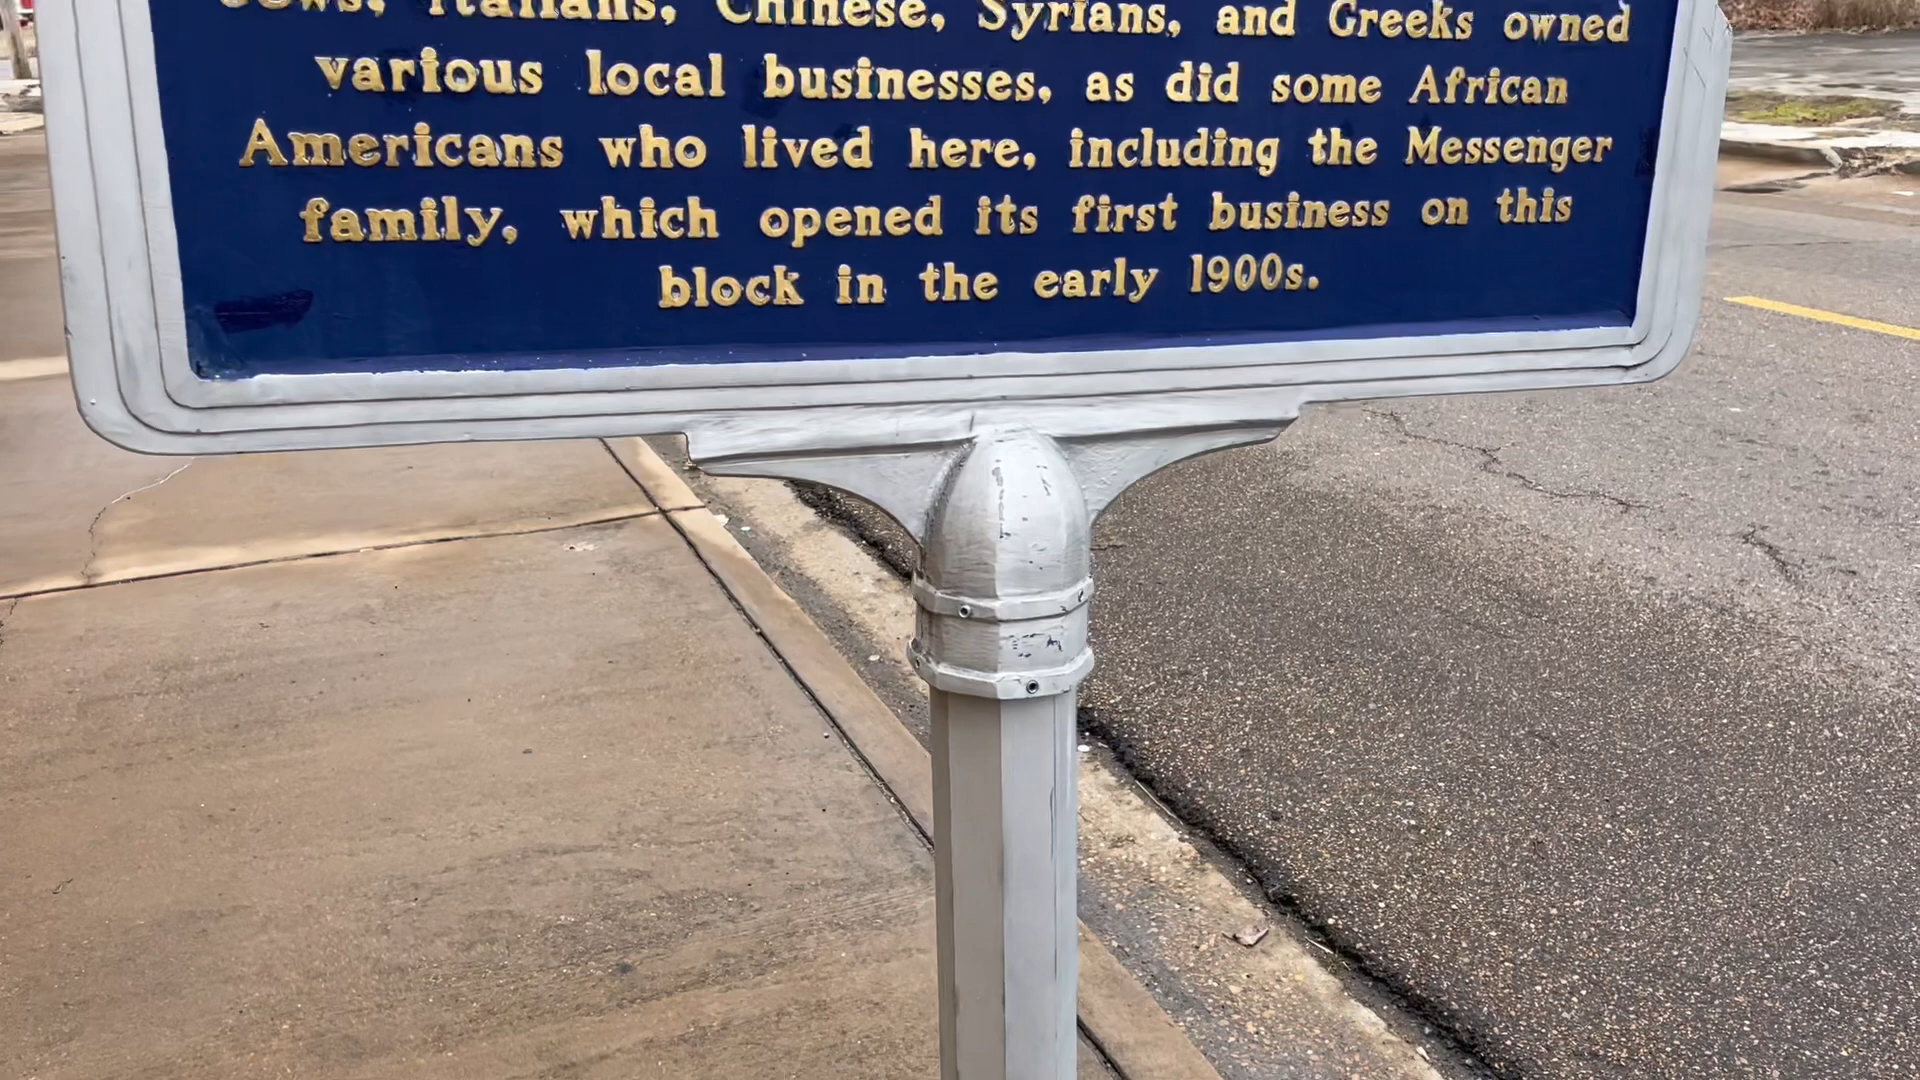 Jews, Italians, Chinese, Syrians, and Greeks owned
various local businesses, as did some African
Americans who lived here, including the Messenger
family, which opened its first business on this
block in the early 1900s.